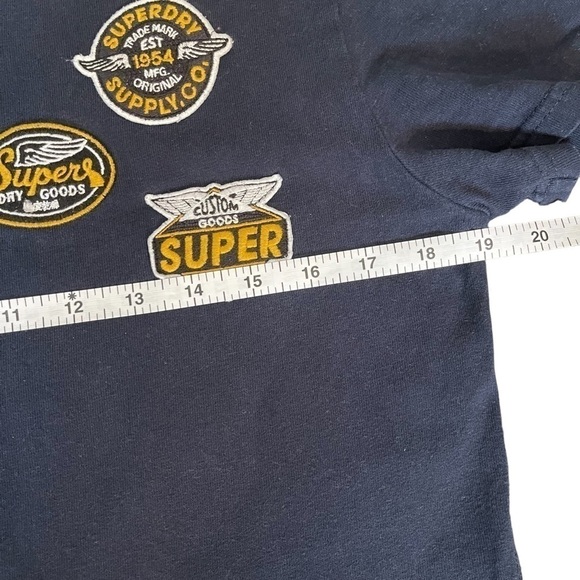 SUPERDRY
TRADE MARK
EST
1954
MFG.
ORIGINAL
SUPPLY.CO.
Super
DRY GOODS
CUSTOM
GOODS
SUPER
11 12 13 14 15 16 17 18 19 20